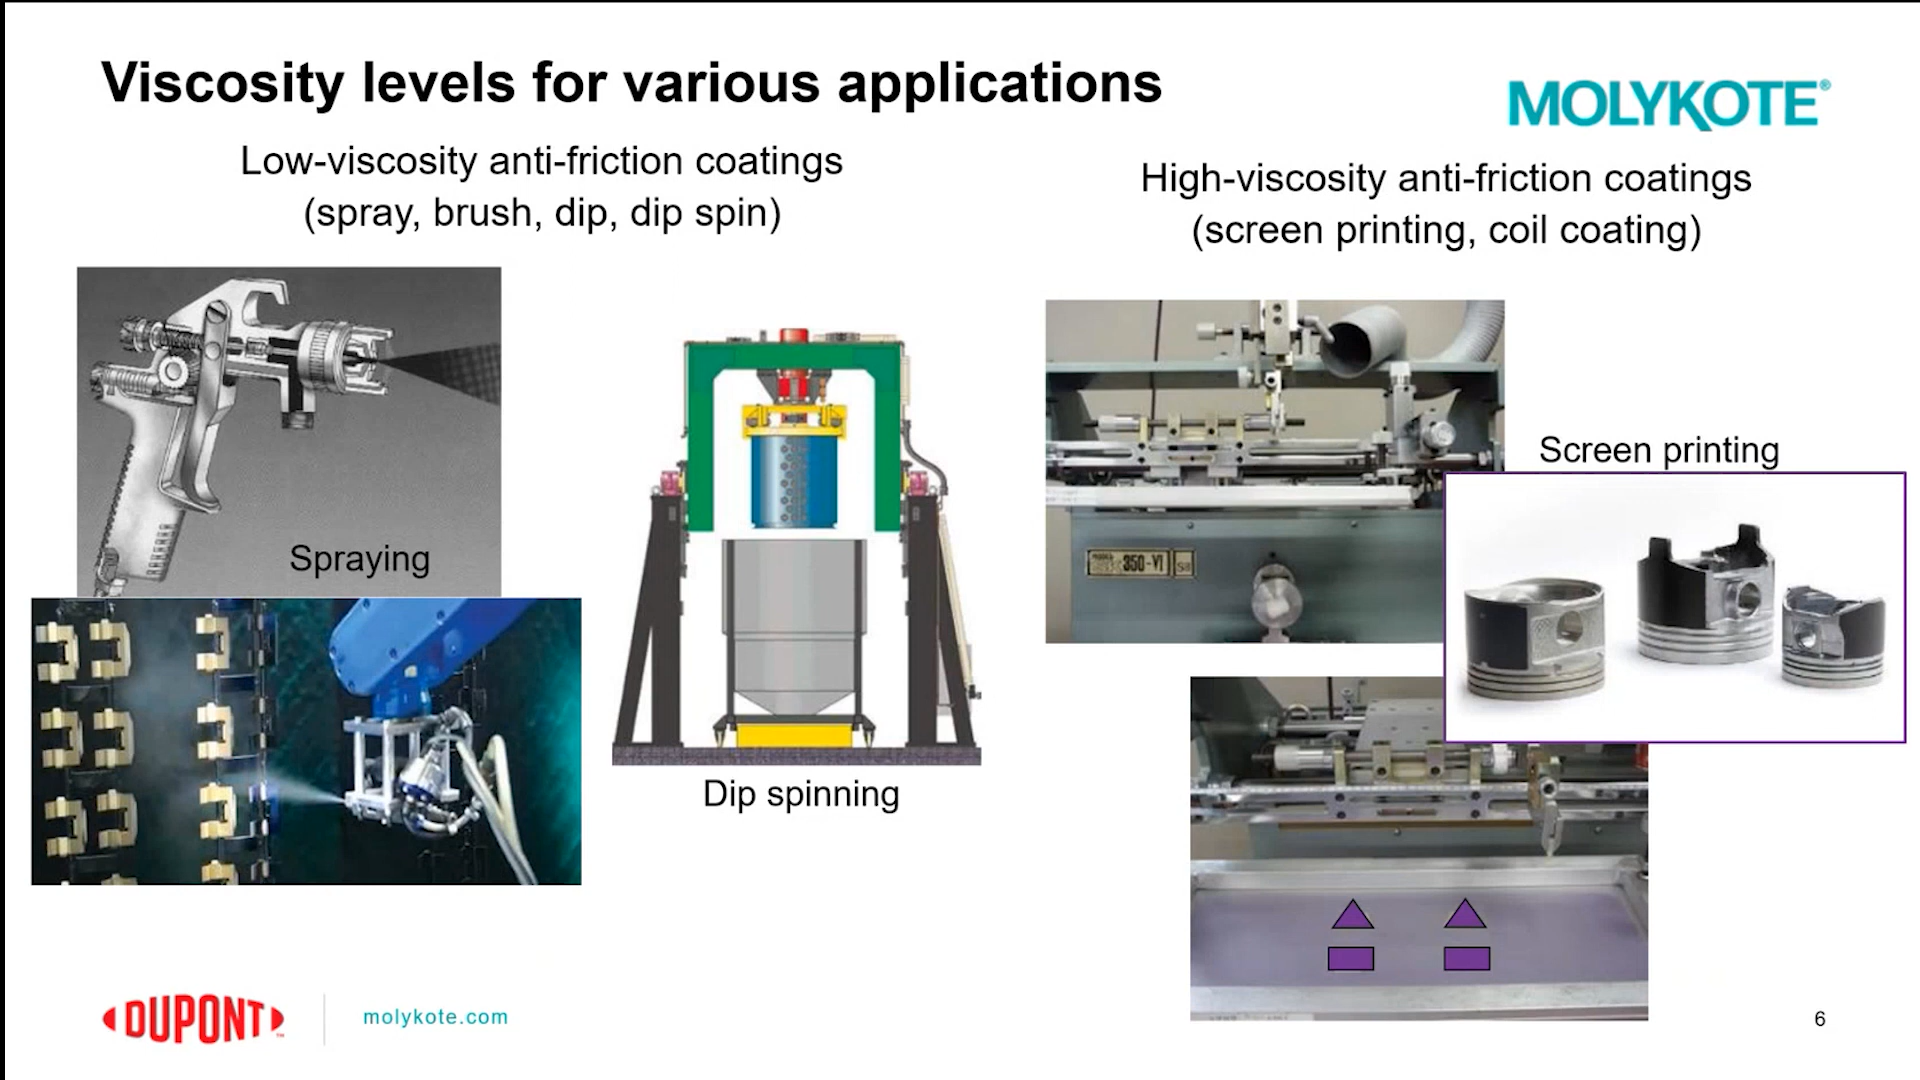 Viscosity levels for various applications
MOLYKOTE®
Low-viscosity anti-friction coatings
(spray, brush, dip, dip spin)
High-viscosity anti-friction coatings
(screen printing, coil coating)
Spraying
Dip spinning
350-VI
Screen printing
DUPONT™
molykote.com
6